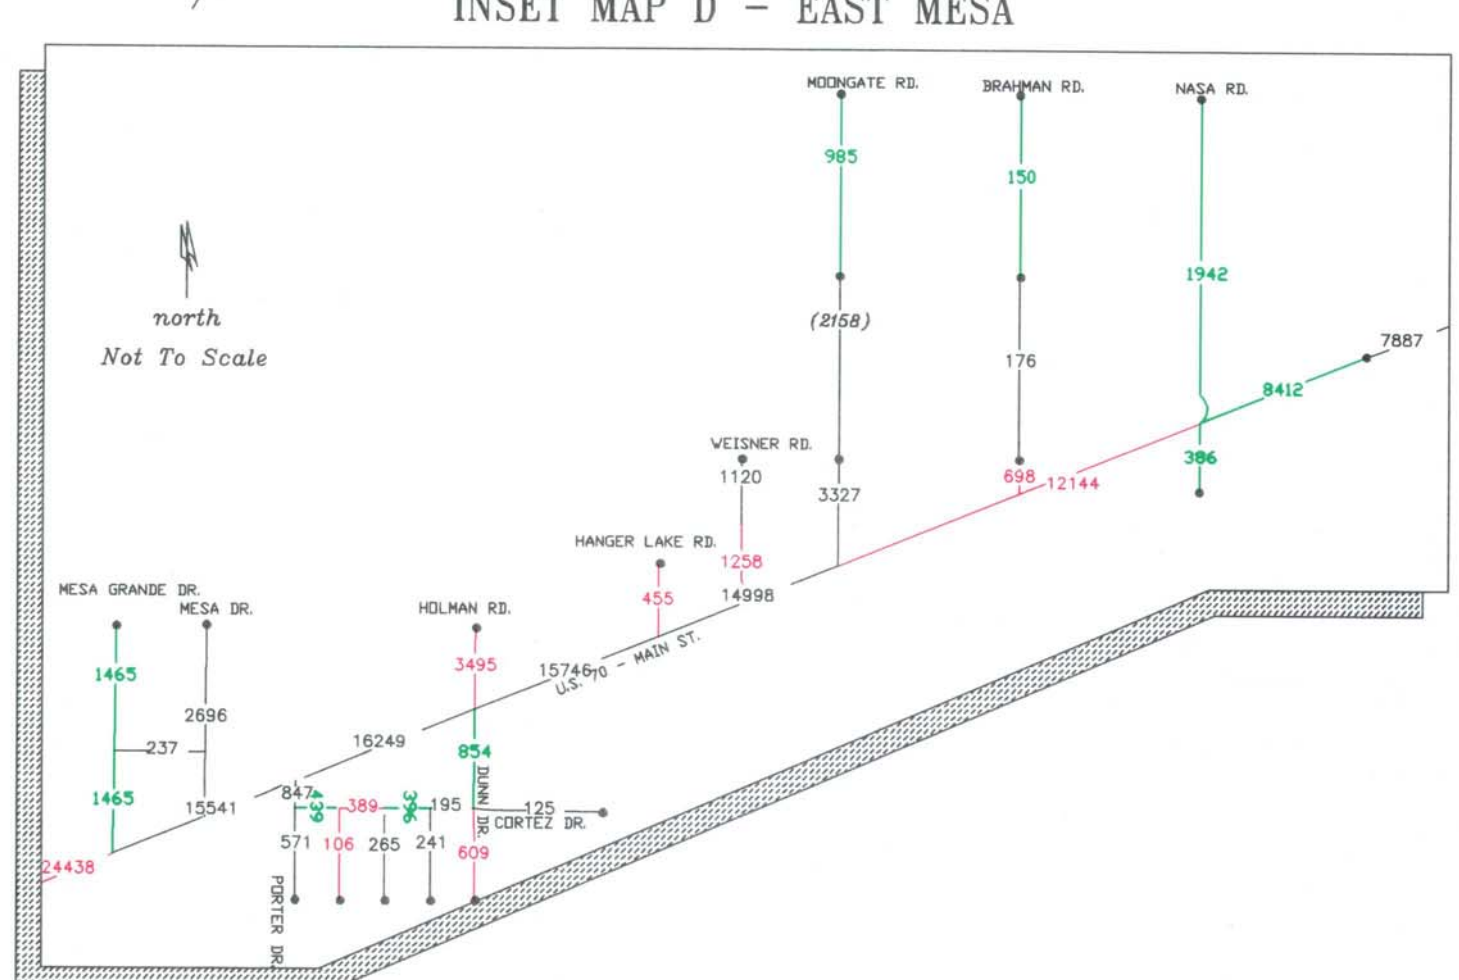 INSET MAP D - EAST MESA
MOONGATE RD.
BRAHMAN RD.
NASA RD.
985
150
1942
north
Not To Scale
(2158)
176
7887
8412
WEISNER RD.
1120
3327
698
12144
386
HANGER LAKE RD.
1258
455
14998
MESA GRANDE DR.
MESA DR.
HOLMAN RD.
3495
15746
U.S. 70 - MAIN ST.
1465
2696
237
16249
854
1465
15541
847
439
389
396
195
DUNN DR.
125
CORTEZ DR.
571
106
265
241
609
24438
PORTER DR.